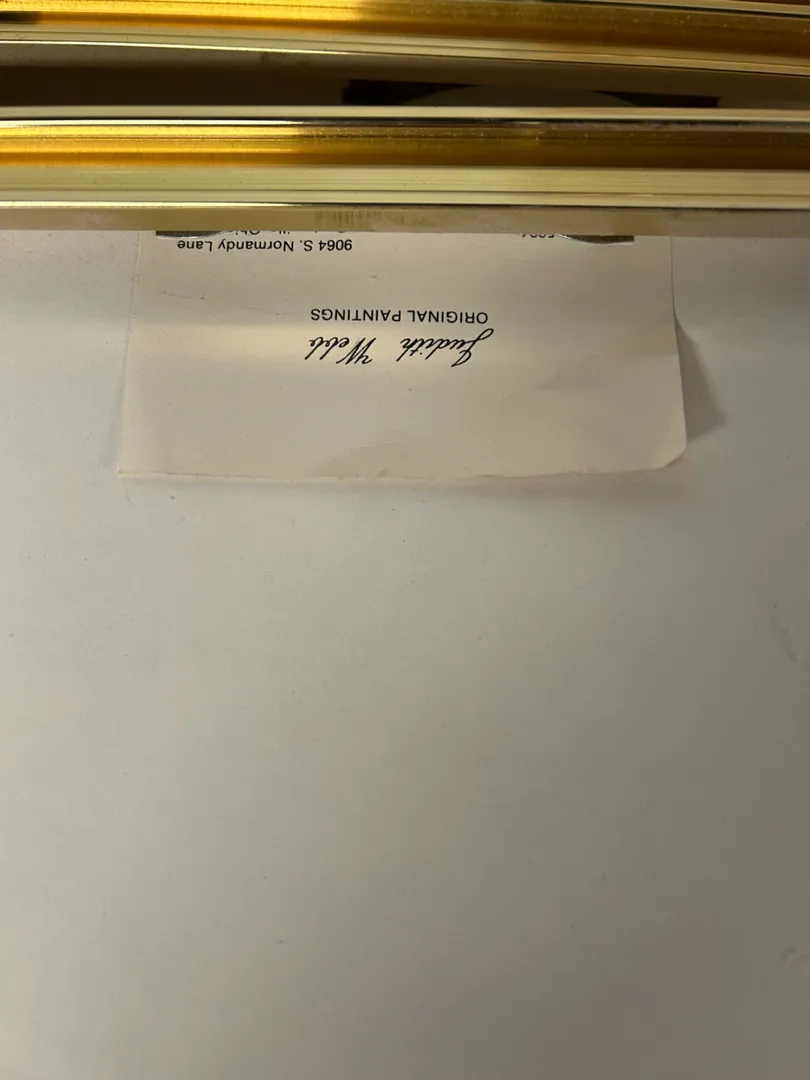 Judith Webb
ORIGINAL PAINTINGS
9064 S. Normandy Lane